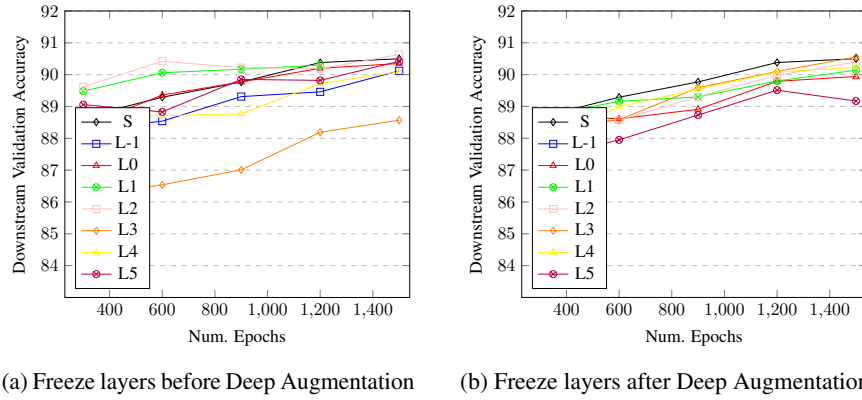 92
91
90
89
88
87
86
85
84
Downstream Validation Accuracy
S
L-1
L0
L1
L2
L3
L4
L5
400 600 800 1,000 1,200 1,400
Num. Epochs
(a) Freeze layers before Deep Augmentation
92
91
90
89
88
87
86
85
84
Downstream Validation Accuracy
S
L-1
L0
L1
L2
L3
L4
L5
400 600 800 1,000 1,200 1,400
Num. Epochs
(b) Freeze layers after Deep Augmentation